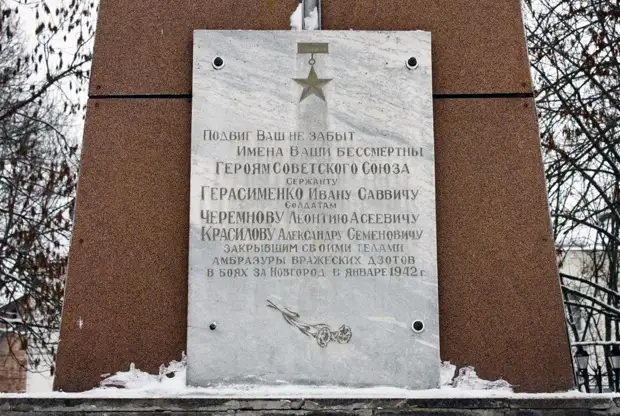 Подвиг Ваш не забыт
Имена Ваши бессмертны
Героям Советского Союза
Сержанту
Герасименко Ивану Саввичу
Солдатам
Черемнову Леонтию Асеевичу
Красилову Александру Семеновичу
закрывшим своими телами
амбразуры вражеских дзотов
в боях за Новгород в январе 1942 г.